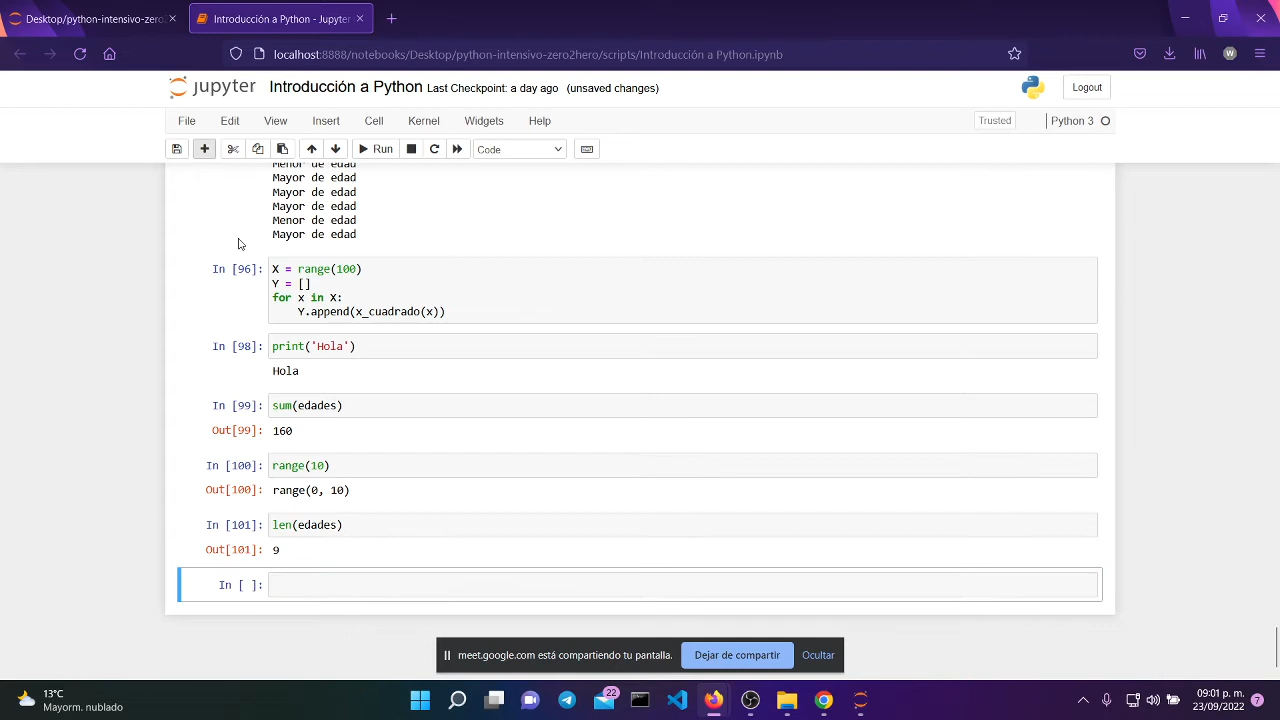 Desktop/python-intensivo-zero2
Introducción a Python - Jupyter
localhost:8888/notebooks/Desktop/python-intensivo-zero2hero/scripts/Introducción a Python.ipynb
W
jupyter Introducción a Python Last Checkpoint: a day ago (unsaved changes)
Logout
File Edit View Insert Cell Kernel Widgets Help
Trusted Python 3
Run Code
Menor de edad
Mayor de edad
Mayor de edad
Mayor de edad
Menor de edad
Mayor de edad
In [96]: X = range(100)
Y = []
for x in X:
Y.append(x_cuadrado(x))
In [98]: print('Hola')
Hola
In [99]: sum(edades)
Out[99]: 160
In [100]: range(10)
Out[100]: range(0, 10)
In [101]: len(edades)
Out[101]: 9
In [ ]:
meet.google.com está compartiendo tu pantalla. Dejar de compartir Ocultar
13°C
Mayorm. nublado
22
09:01 p. m.
23/09/2022
7